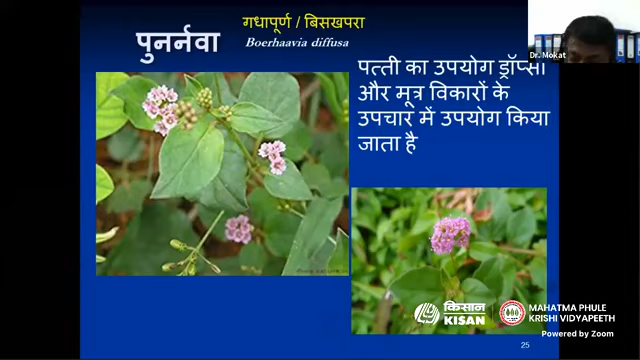 गधापूर्ण / बिसखपरा
पुनर्नवा
Boerhaavia diffusa
Dr. Mokat
पत्ती का उपयोग ड्रॉप्सी
और मूत्र विकारों के
उपचार में उपयोग किया
जाता है
किसान
KISAN
MAHATMA PHULE
KRISHI VIDYAPEETH
Powered by Zoom
25